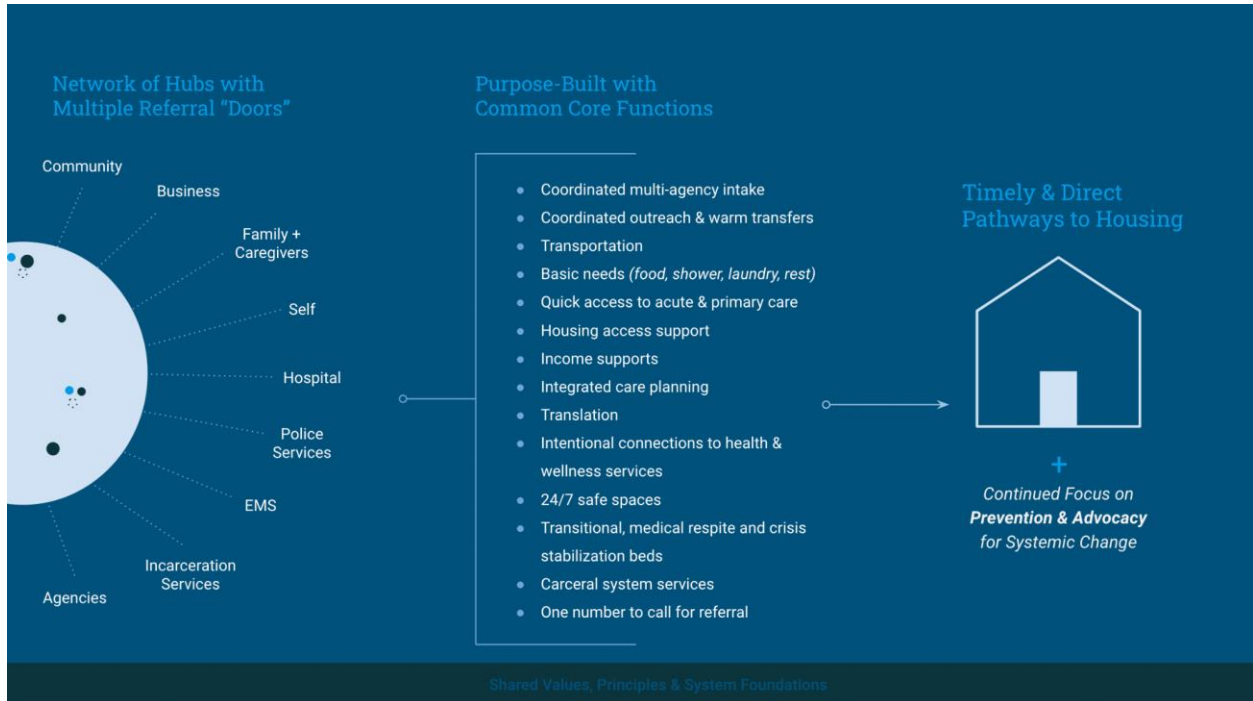 Network of Hubs with
Multiple Referral “Doors”
Community
Business
Family +
Caregivers
Self
Hospital
Police
Services
EMS
Incarceration
Services
Agencies
Purpose-Built with
Common Core Functions
Coordinated multi-agency intake
Coordinated outreach & warm transfers
Transportation
Basic needs (food, shower, laundry, rest)
Quick access to acute & primary care
Housing access support
Income supports
Integrated care planning
Translation
Intentional connections to health &
wellness services
24/7 safe spaces
Transitional, medical respite and crisis
stabilization beds
Carceral system services
One number to call for referral
Timely & Direct
Pathways to Housing
+
Continued Focus on
Prevention & Advocacy
for Systemic Change
Shared Values, Principles & System Foundations